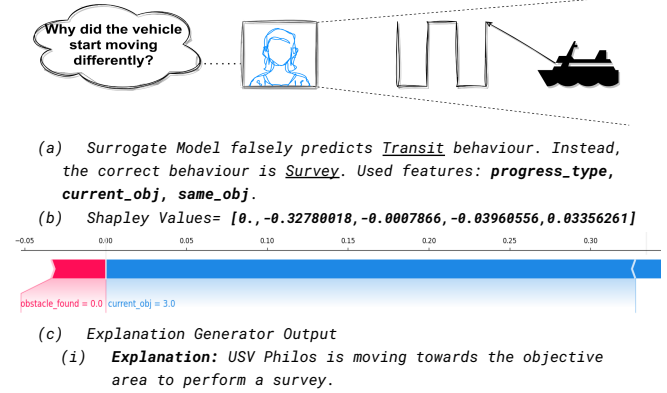 Why did the vehicle
start moving
differently?
(a) Surrogate Model falsely predicts Transit behaviour. Instead,
the correct behaviour is Survey. Used features: progress_type,
current_obj, same_obj.
(b) Shapley Values= [0.,-0.32780018,-0.0007866,-0.03960556,0.03356261]
−0.05 0.00 0.05 0.10 0.15 0.20 0.25 0.30
obstacle_found = 0.0 current_obj = 3.0
(c) Explanation Generator Output
(i) Explanation: USV Philos is moving towards the objective
area to perform a survey.